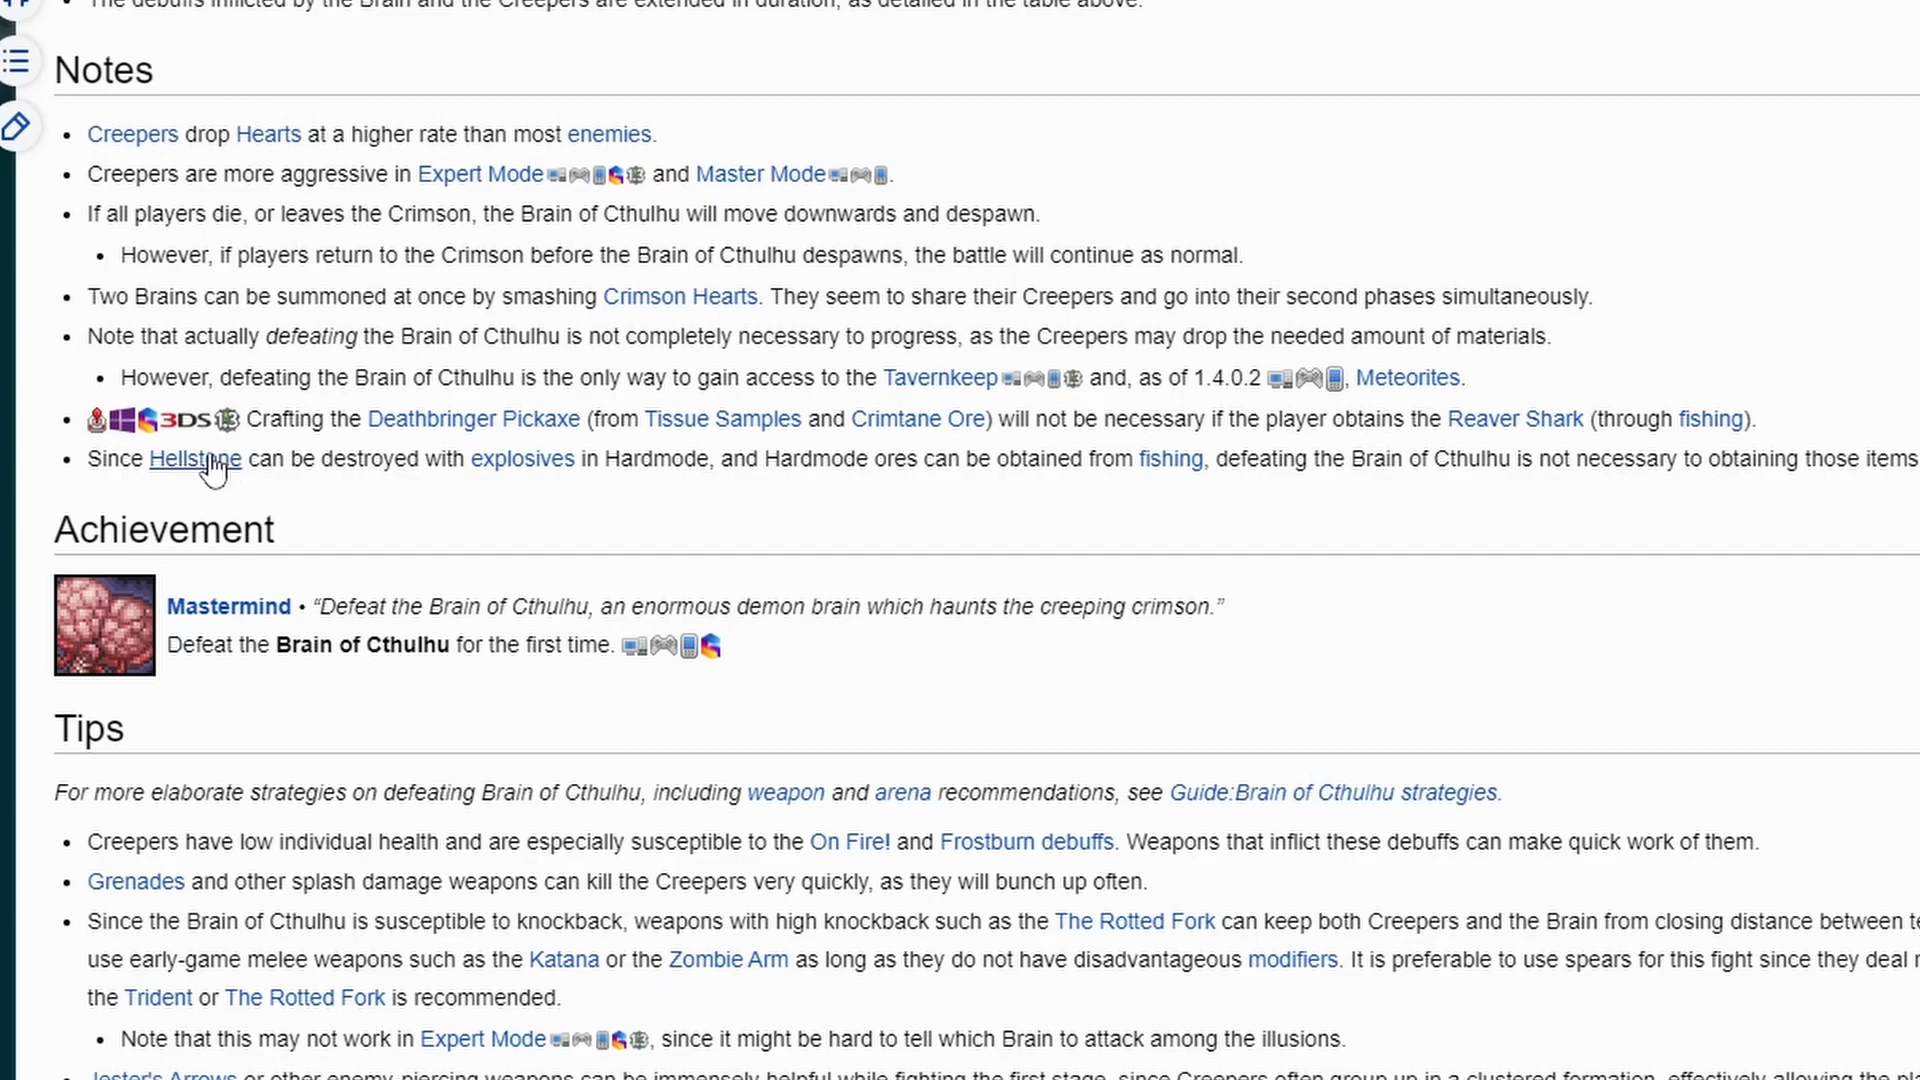 The debuffs inflicted by the Brain and the Creepers are extended in duration, as detailed in the table above.
Notes
Creepers drop Hearts at a higher rate than most enemies.
Creepers are more aggressive in Expert Mode and Master Mode.
If all players die, or leaves the Crimson, the Brain of Cthulhu will move downwards and despawn.
However, if players return to the Crimson before the Brain of Cthulhu despawns, the battle will continue as normal.
Two Brains can be summoned at once by smashing Crimson Hearts. They seem to share their Creepers and go into their second phases simultaneously.
Note that actually defeating the Brain of Cthulhu is not completely necessary to progress, as the Creepers may drop the needed amount of materials.
However, defeating the Brain of Cthulhu is the only way to gain access to the Tavernkeep and, as of 1.4.0.2 , Meteorites.
3DS Crafting the Deathbringer Pickaxe (from Tissue Samples and Crimtane Ore) will not be necessary if the player obtains the Reaver Shark (through fishing).
Since Hellstone can be destroyed with explosives in Hardmode, and Hardmode ores can be obtained from fishing, defeating the Brain of Cthulhu is not necessary to obtaining those items
Achievement
Mastermind • “Defeat the Brain of Cthulhu, an enormous demon brain which haunts the creeping crimson.”
Defeat the Brain of Cthulhu for the first time.
Tips
For more elaborate strategies on defeating Brain of Cthulhu, including weapon and arena recommendations, see Guide:Brain of Cthulhu strategies.
Creepers have low individual health and are especially susceptible to the On Fire! and Frostburn debuffs. Weapons that inflict these debuffs can make quick work of them.
Grenades and other splash damage weapons can kill the Creepers very quickly, as they will bunch up often.
Since the Brain of Cthulhu is susceptible to knockback, weapons with high knockback such as the The Rotted Fork can keep both Creepers and the Brain from closing distance between
use early-game melee weapons such as the Katana or the Zombie Arm as long as they do not have disadvantageous modifiers. It is preferable to use spears for this fight since they deal
the Trident or The Rotted Fork is recommended.
Note that this may not work in Expert Mode, since it might be hard to tell which Brain to attack among the illusions.
Jester's Arrows or other enemy-piercing weapons can be immensely helpful while fighting the first stage, since Creepers often group up in a clustered formation, effectively allowing the